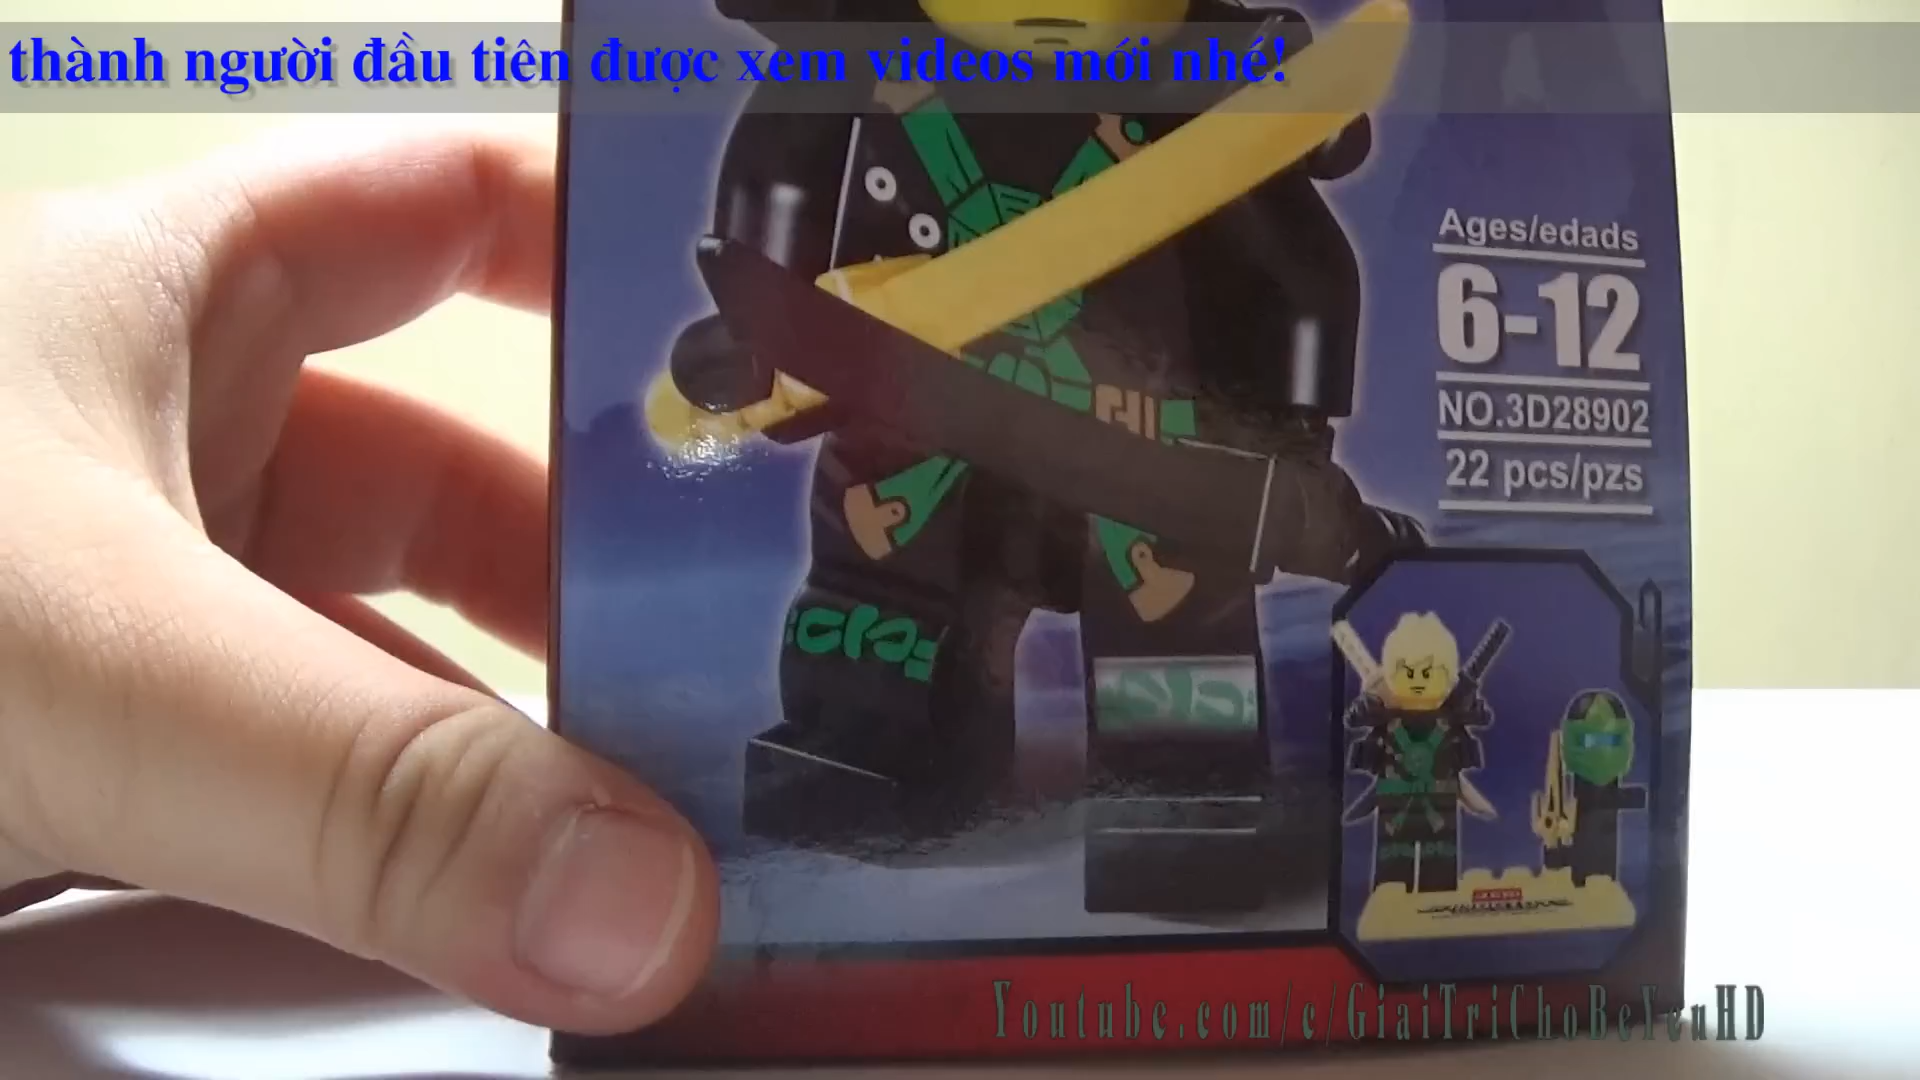 thành người đầu tiên được xem videos mới nhé!
Ages/edads
6-12
NO.3D28902
22 pcs/pzs
Youtube.com/c/GiaiTriChoBeYeuHD